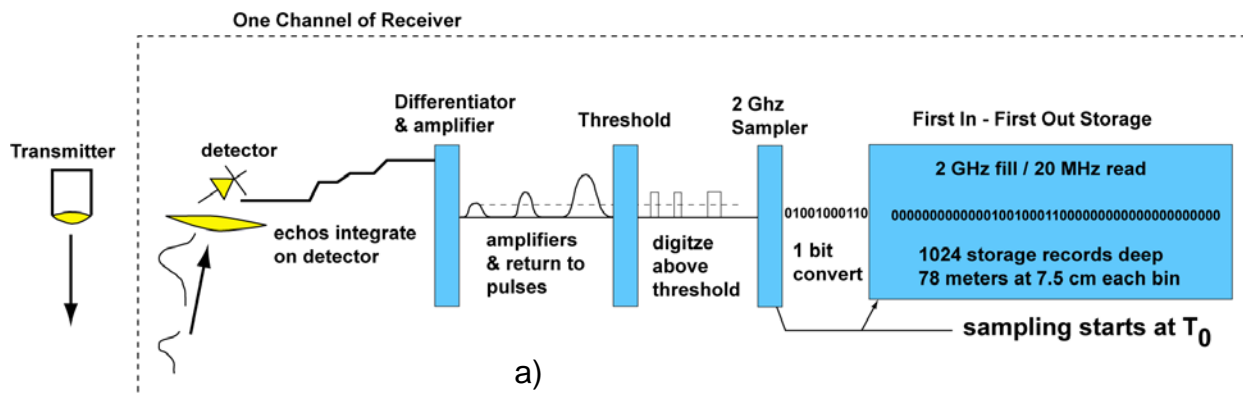 One Channel of Receiver
Transmitter
detector
echos integrate
on detector
Differentiator
& amplifier
amplifiers
& return to
pulses
Threshold
digitze
above
threshold
2 Ghz
Sampler
01001000110
1 bit
convert
First In - First Out Storage
2 GHz fill / 20 MHz read
0000000000000100100011000000000000000000000
1024 storage records deep
78 meters at 7.5 cm each bin
sampling starts at T0
a)